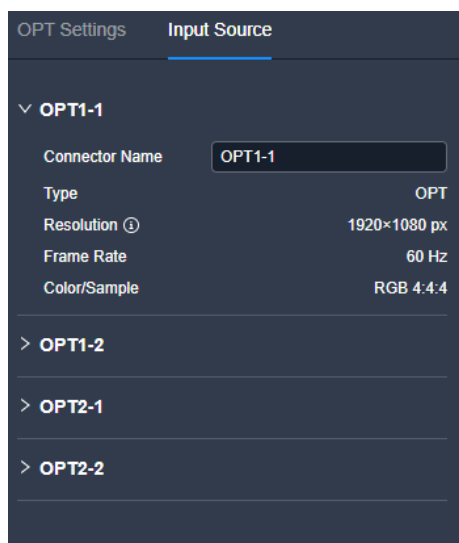 OPT Settings Input Source
OPT1-1
Connector Name OPT1-1
Type OPT
Resolution 1920×1080 px
Frame Rate 60 Hz
Color/Sample RGB 4:4:4
OPT1-2
OPT2-1
OPT2-2